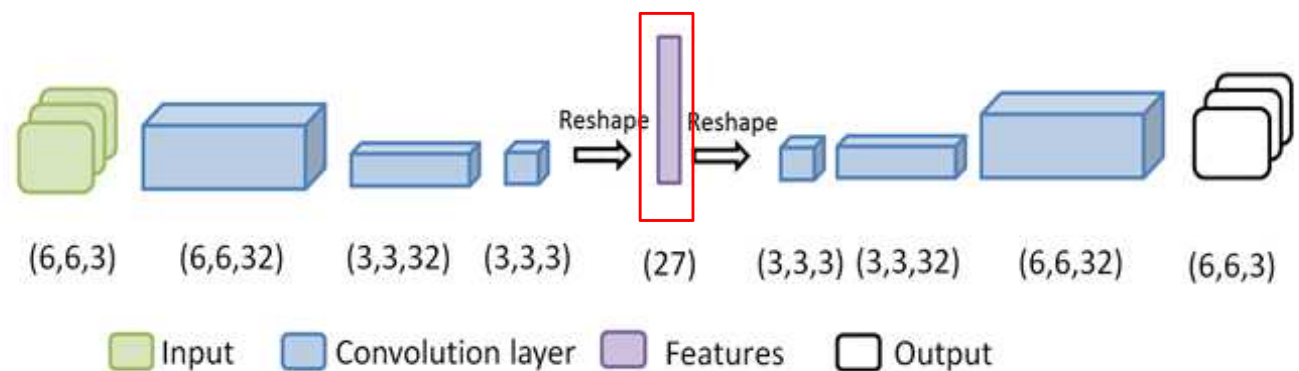 Reshape Reshape
(6,6,3) (6,6,32) (3,3,32) (3,3,3) (27) (3,3,3) (3,3,32) (6,6,32) (6,6,3)
Input Convolution layer Features Output